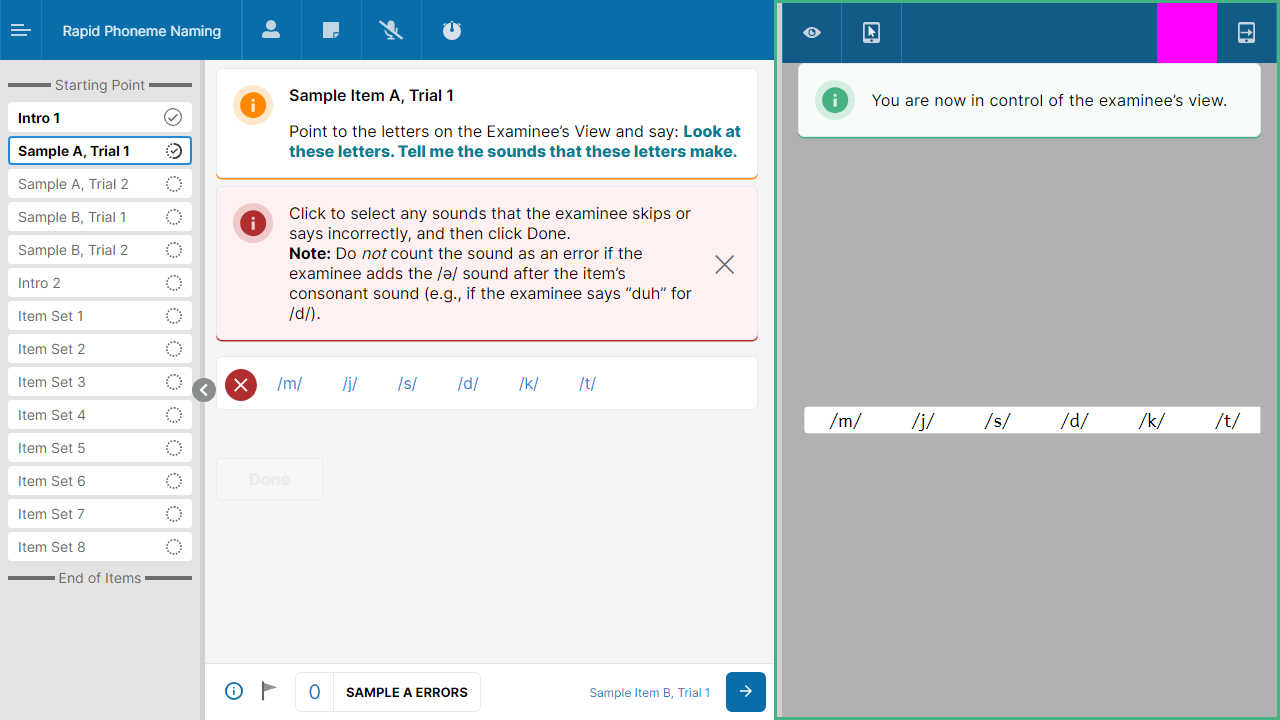 Rapid Phoneme Naming
Starting Point
Intro 1
Sample A, Trial 1
Sample A, Trial 2
Sample B, Trial 1
Sample B, Trial 2
Intro 2
Item Set 1
Item Set 2
Item Set 3
Item Set 4
Item Set 5
Item Set 6
Item Set 7
Item Set 8
End of Items
Sample Item A, Trial 1
Point to the letters on the Examinee’s View and say: Look at
these letters. Tell me the sounds that these letters make.
Click to select any sounds that the examinee skips or
says incorrectly, and then click Done.
Note: Do not count the sound as an error if the
examinee adds the /ə/ sound after the item’s
consonant sound (e.g., if the examinee says “duh” for
/d/).
/m/ /j/ /s/ /d/ /k/ /t/
Done
0 SAMPLE A ERRORS
Sample Item B, Trial 1
You are now in control of the examinee’s view.
/m/ /j/ /s/ /d/ /k/ /t/